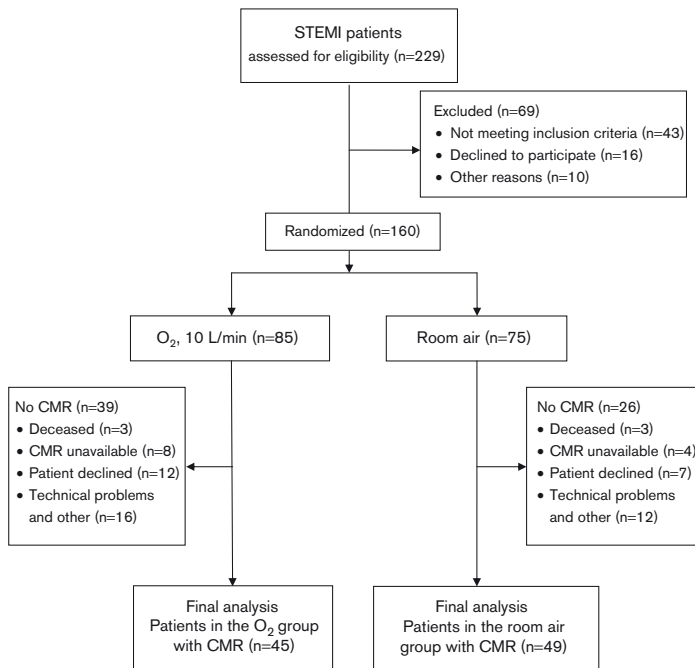 STEMI patients
assessed for eligibility (n=229)
Excluded (n=69)
• Not meeting inclusion criteria (n=43)
• Declined to participate (n=16)
• Other reasons (n=10)
Randomized (n=160)
O₂, 10 L/min (n=85)
Room air (n=75)
No CMR (n=39)
• Deceased (n=3)
• CMR unavailable (n=8)
• Patient declined (n=12)
• Technical problems
and other (n=16)
No CMR (n=26)
• Deceased (n=3)
• CMR unavailable (n=4)
• Patient declined (n=7)
• Technical problems
and other (n=12)
Final analysis
Patients in the O₂ group
with CMR (n=45)
Final analysis
Patients in the room air
group with CMR (n=49)